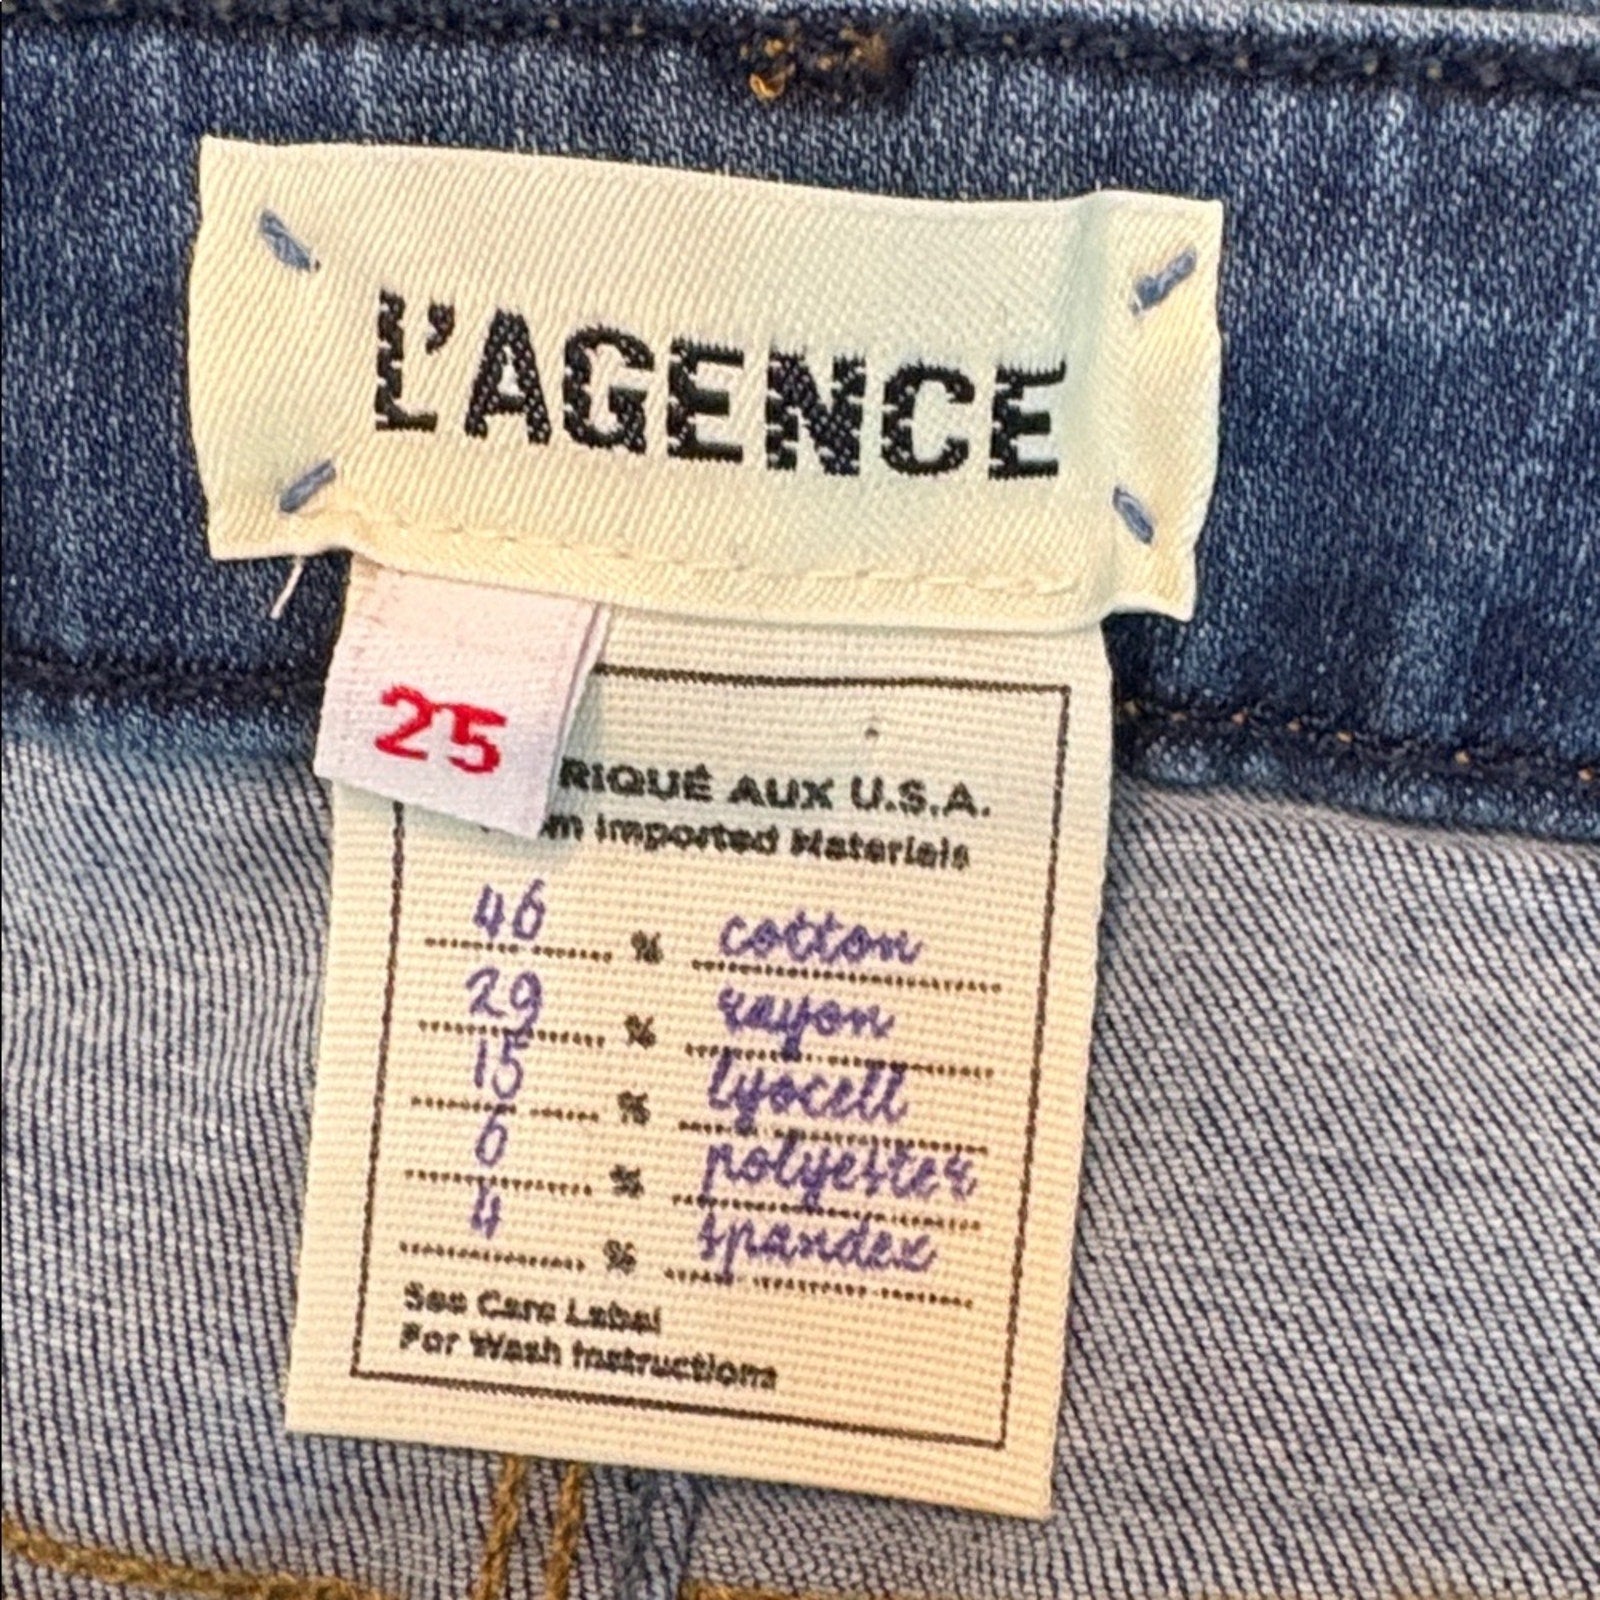 L'AGENCE
25
RIQUÉ AUX U.S.A.
m Imported Materials
46 % cotton
29 % rayon
15 % lyocell
6 % polyester
4 % spandex
See Care Label
For Wash Instructions